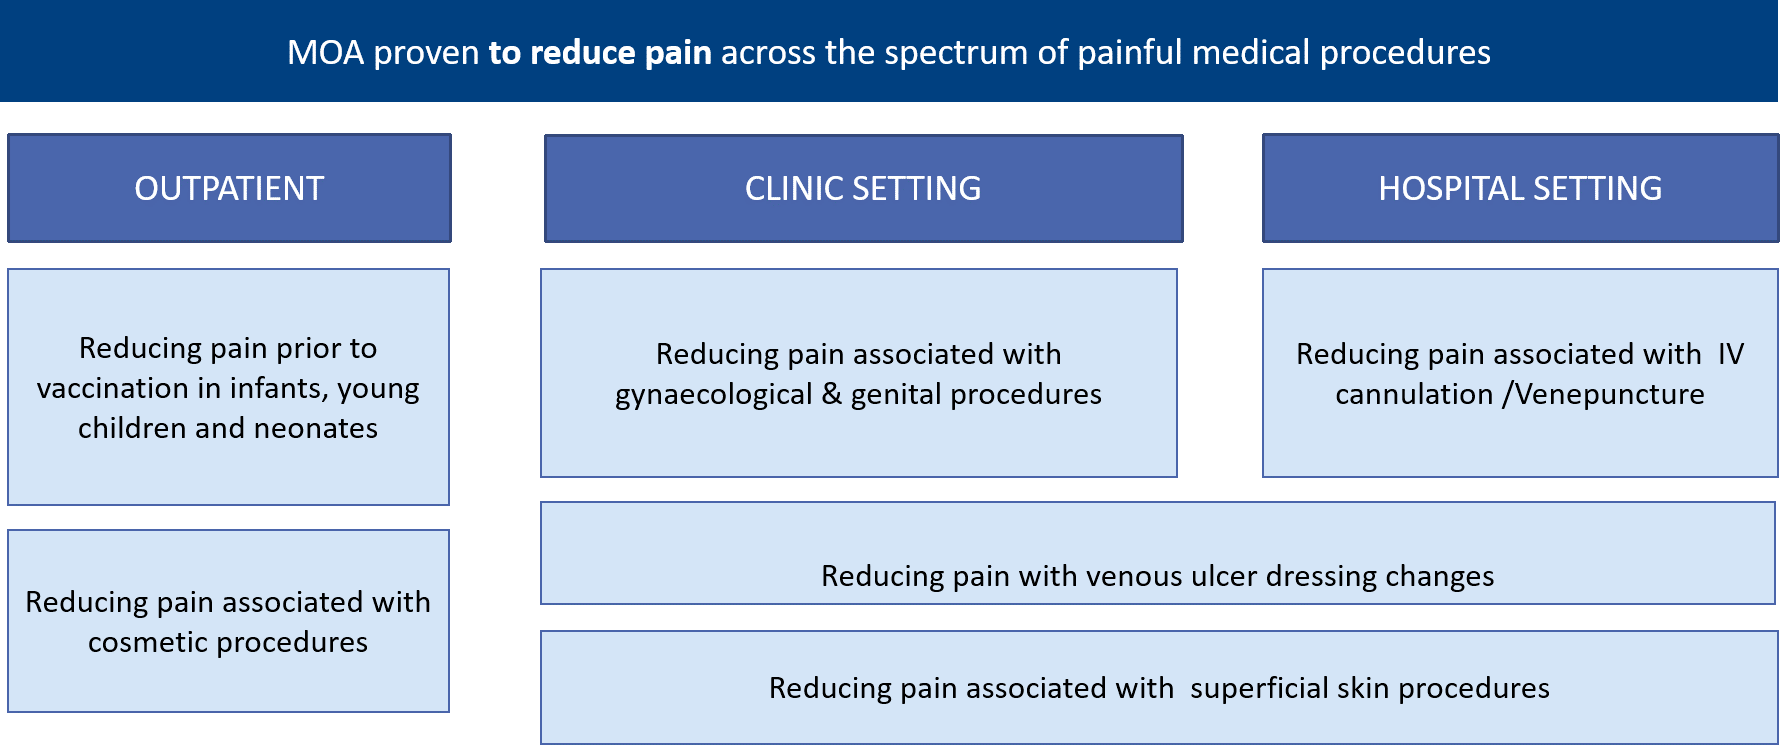 MOA proven to reduce pain across the spectrum of painful medical procedures
OUTPATIENT
CLINIC SETTING
HOSPITAL SETTING
Reducing pain prior to
vaccination in infants, young
children and neonates
Reducing pain associated with
gynaecological & genital procedures
Reducing pain associated with  IV
cannulation /Venepuncture
Reducing pain associated with
cosmetic procedures
Reducing pain with venous ulcer dressing changes
Reducing pain associated with  superficial skin procedures